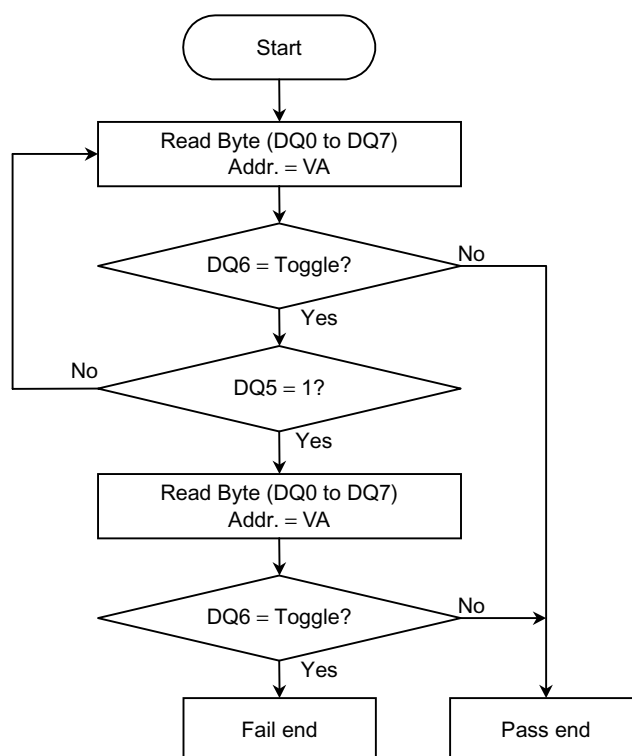 Start
Read Byte (DQ0 to DQ7)
Addr. = VA
DQ6 = Toggle?
No
Yes
No
DQ5 = 1?
Yes
Read Byte (DQ0 to DQ7)
Addr. = VA
DQ6 = Toggle?
No
Yes
Fail end
Pass end